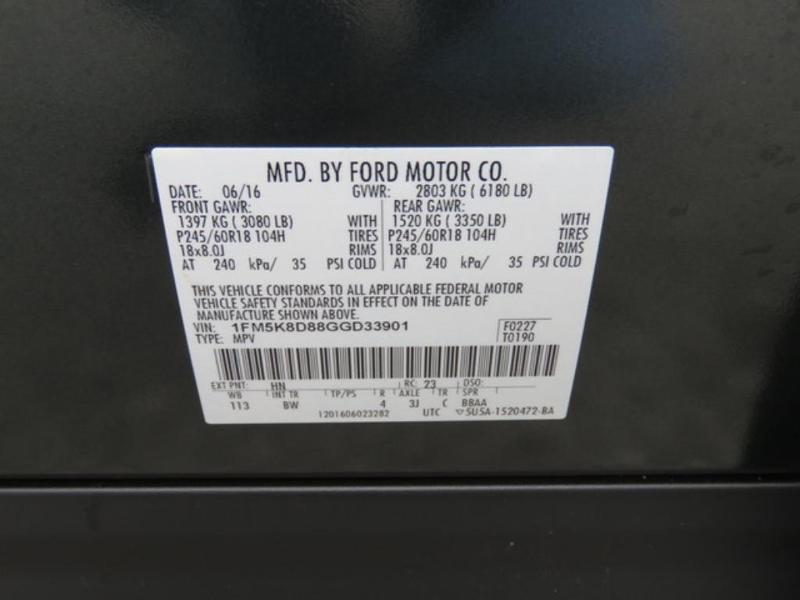 MFD. BY FORD MOTOR CO.
DATE: 06/16 GVWR: 2803 KG ( 6180 LB)
FRONT GAWR: REAR GAWR:
1397 KG ( 3080 LB) WITH 1520 KG ( 3350 LB) WITH
P245/60R18 104H TIRES P245/60R18 104H TIRES
18x8.0J RIMS 18x8.0J RIMS
AT 240 kPa/ 35 PSI COLD AT 240 kPa/ 35 PSI COLD
THIS VEHICLE CONFORMS TO ALL APPLICABLE FEDERAL MOTOR
VEHICLE SAFETY STANDARDS IN EFFECT ON THE DATE OF
MANUFACTURE SHOWN ABOVE.
VIN: 1FM5K8D88GGD33901 F0227
TYPE: MPV T0190
EXT PNT: HN RC: 23 DSO:
WB INT TR TP/PS R AXLE TR SPR
113 BW 4 3J C BBAA
1201606023282 UTC ▽5U5A-1520472-BA